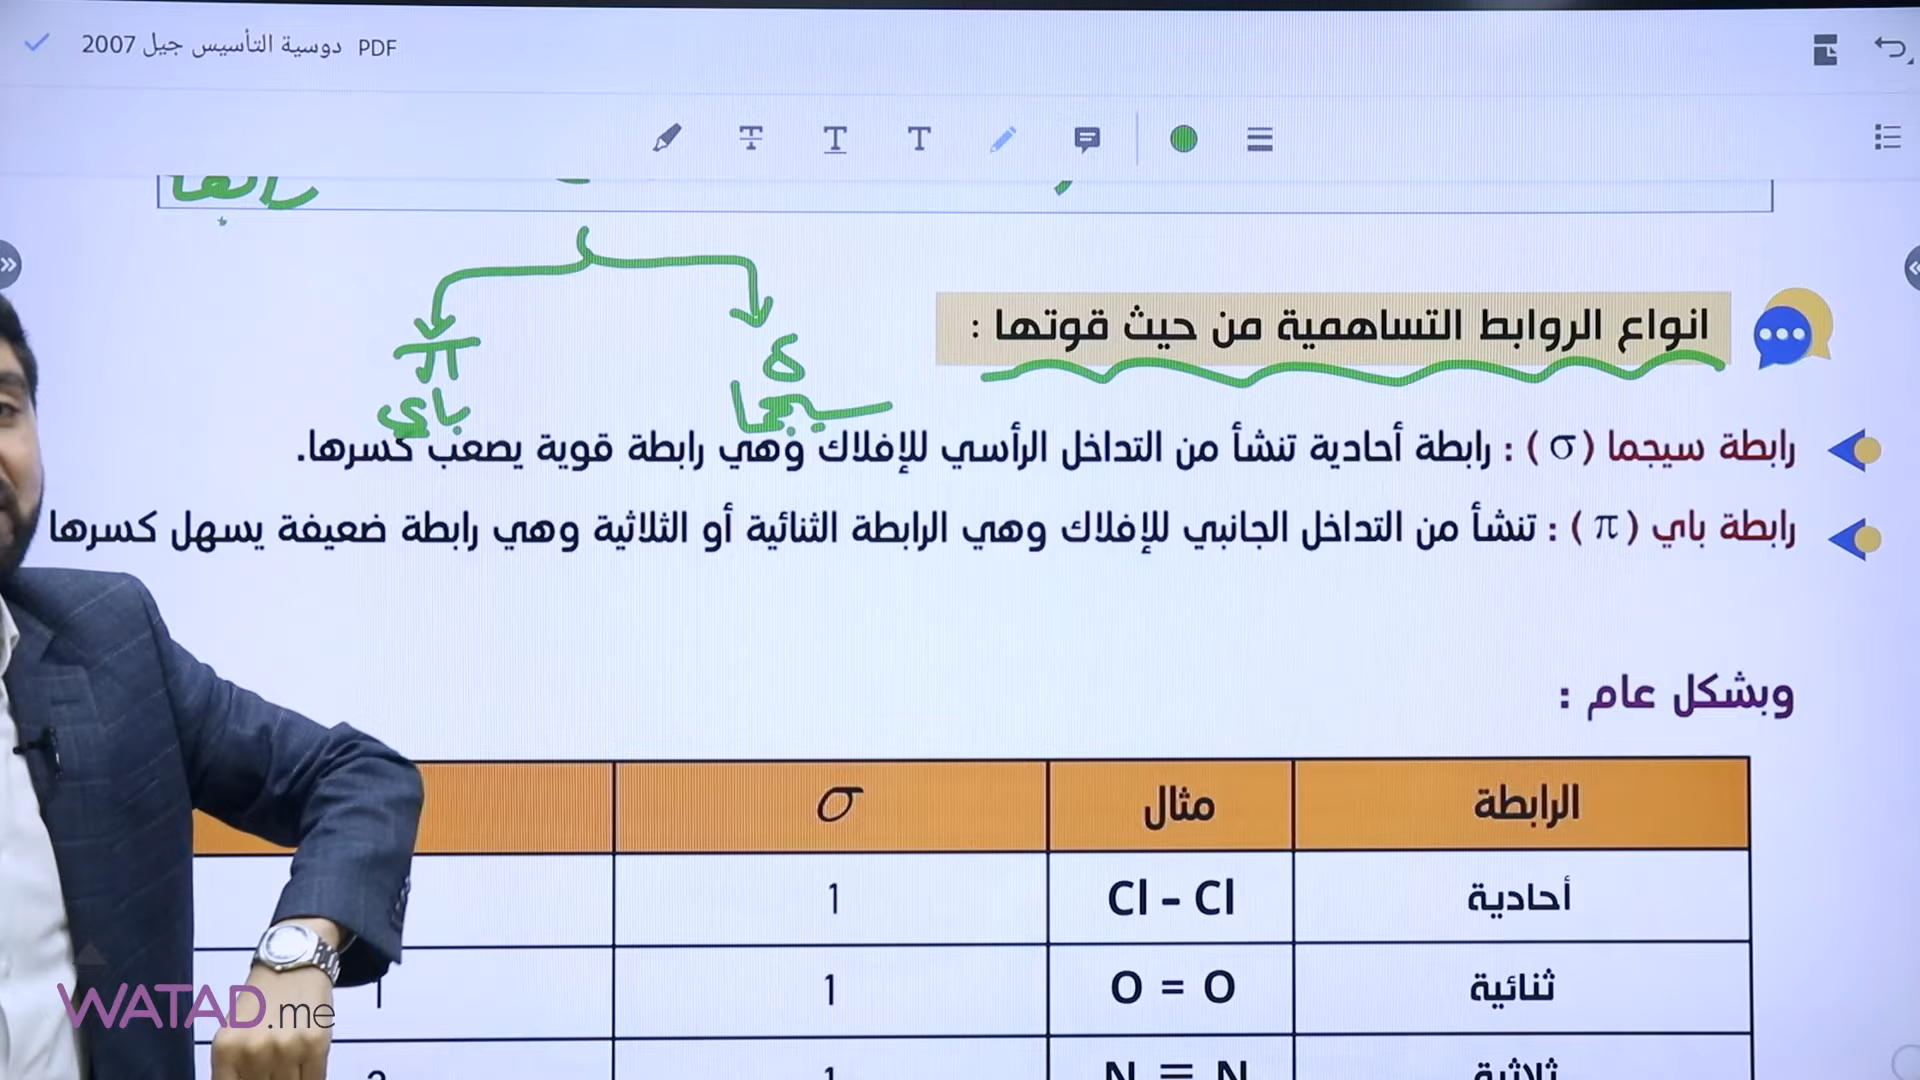 دوسية التأسيس جيل 2007 PDF
π
باي
سيجما
انواع الروابط التساهمية من حيث قوتها :
رابطة سيجما ( σ ) : رابطة أحادية تنشأ من التداخل الرأسي للإفلاك وهي رابطة قوية يصعب كسرها.
رابطة باي ( π ) : تنشأ من التداخل الجانبي للإفلاك وهي الرابطة الثنائية أو الثلاثية وهي رابطة ضعيفة يسهل كسرها
وبشكل عام :
الرابطة مثال σ
أحادية Cl – Cl 1
ثنائية O = O 1 1
ثلاثية N ≡ N 1 2
WATAD.me